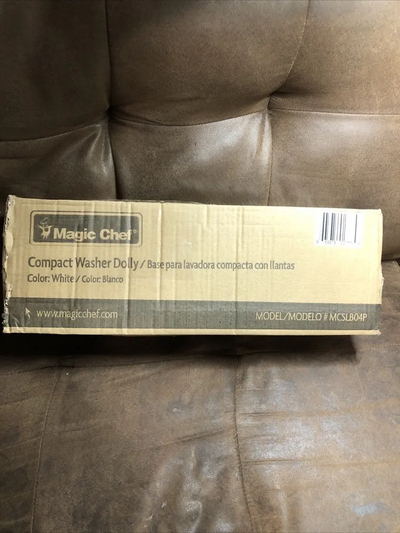 Magic Chef®
Compact Washer Dolly / Base para lavadora compacta con llantas
Color: White / Color: Blanco
www.magicchef.com
MODEL/MODELO # MCSLB04P